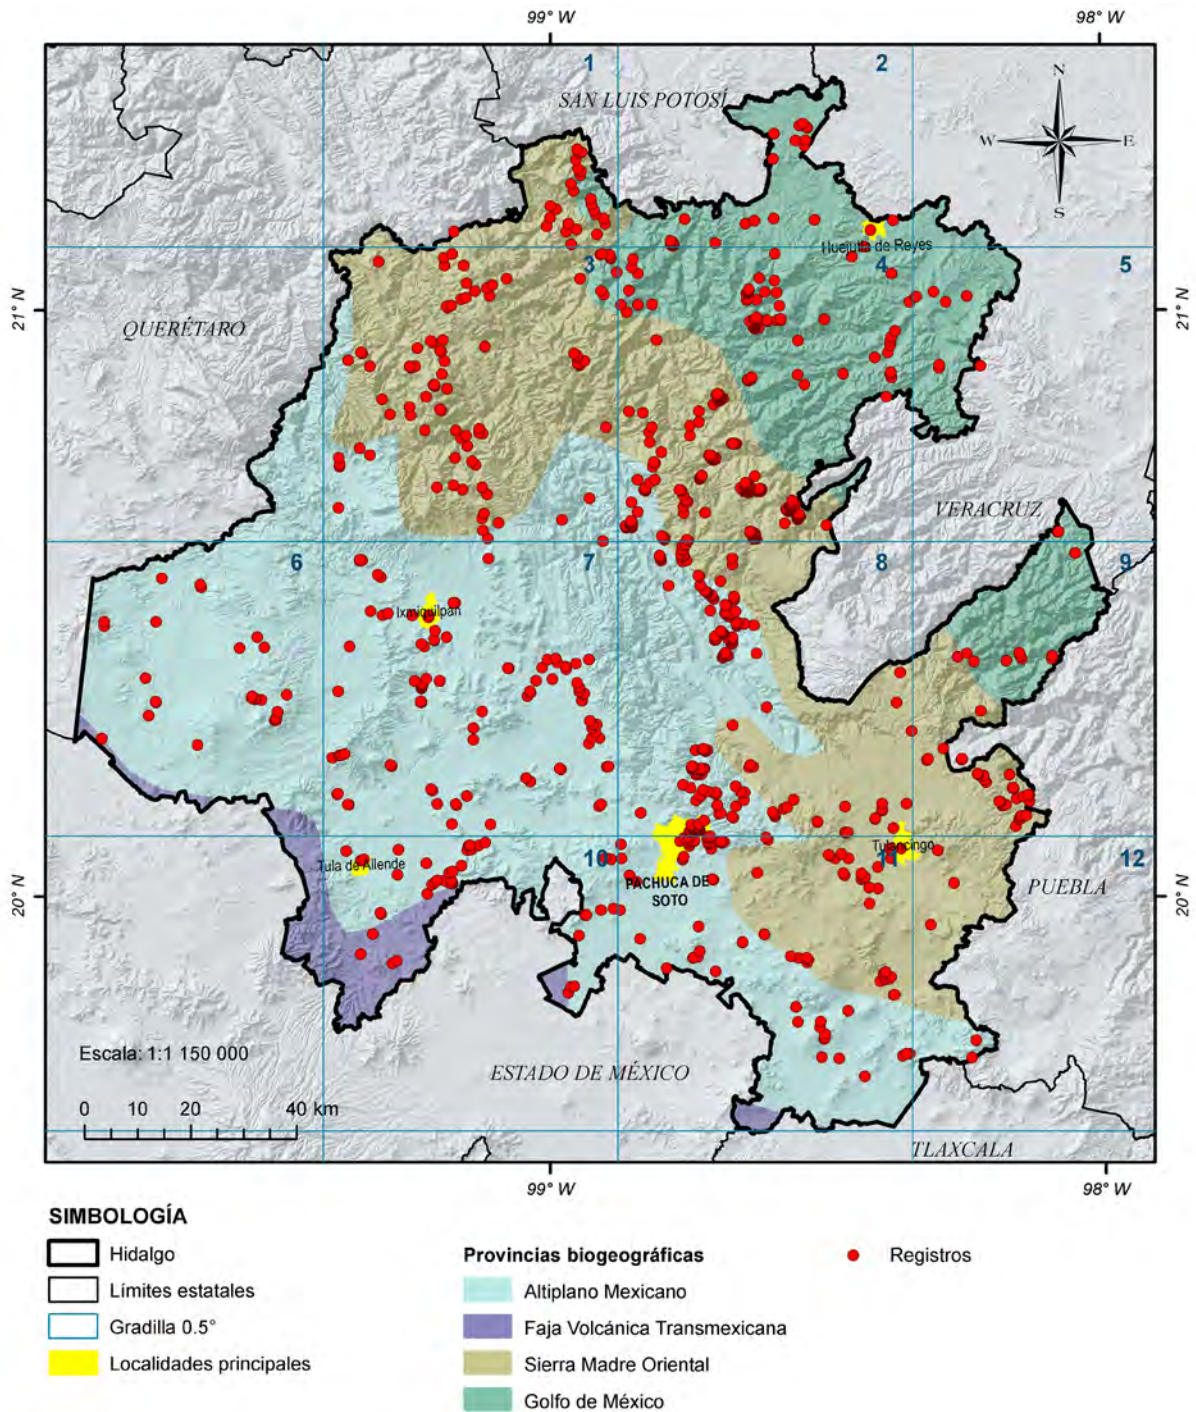 99° W
98° W
1
2
SAN LUIS POTOSÍ
N
W
E
S
Huejutla de Reyes
3
4
5
21° N
21° N
QUERÉTARO
VERACRUZ
6
7
8
9
Ixmiquilpan
10
11
12
Tula de Allende
Tulancingo
PACHUCA DE
SOTO
PUEBLA
20° N
20° N
Escala: 1:1 150 000
ESTADO DE MÉXICO
0 10 20 40 km
TLAXCALA
99° W
98° W
SIMBOLOGÍA
Hidalgo
Límites estatales
Gradilla 0.5°
Localidades principales
Provincias biogeográficas
Altiplano Mexicano
Faja Volcánica Transmexicana
Sierra Madre Oriental
Golfo de México
Registros